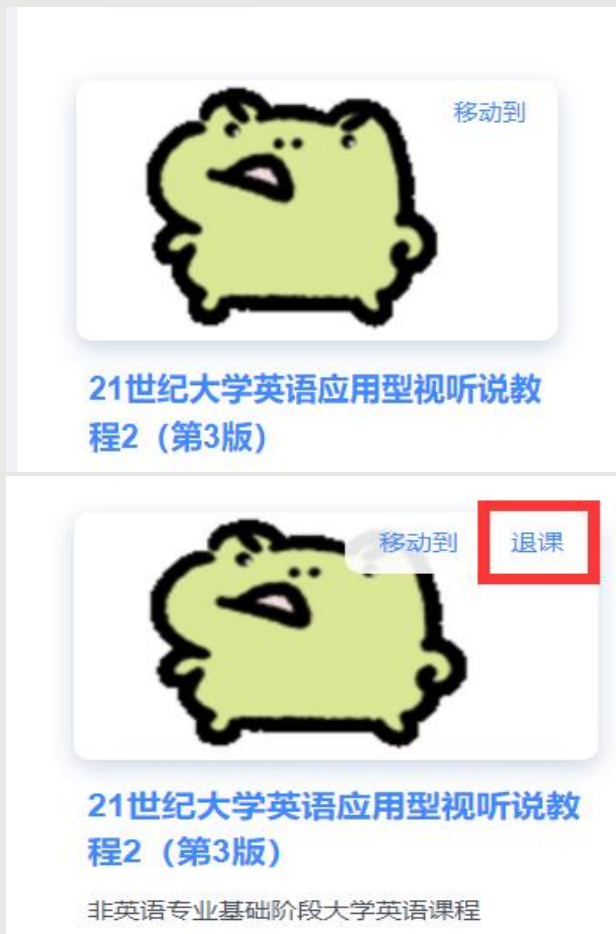 移动到
21世纪大学英语应用型视听说教
程2（第3版）
移动到 退课
21世纪大学英语应用型视听说教
程2（第3版）
非英语专业基础阶段大学英语课程